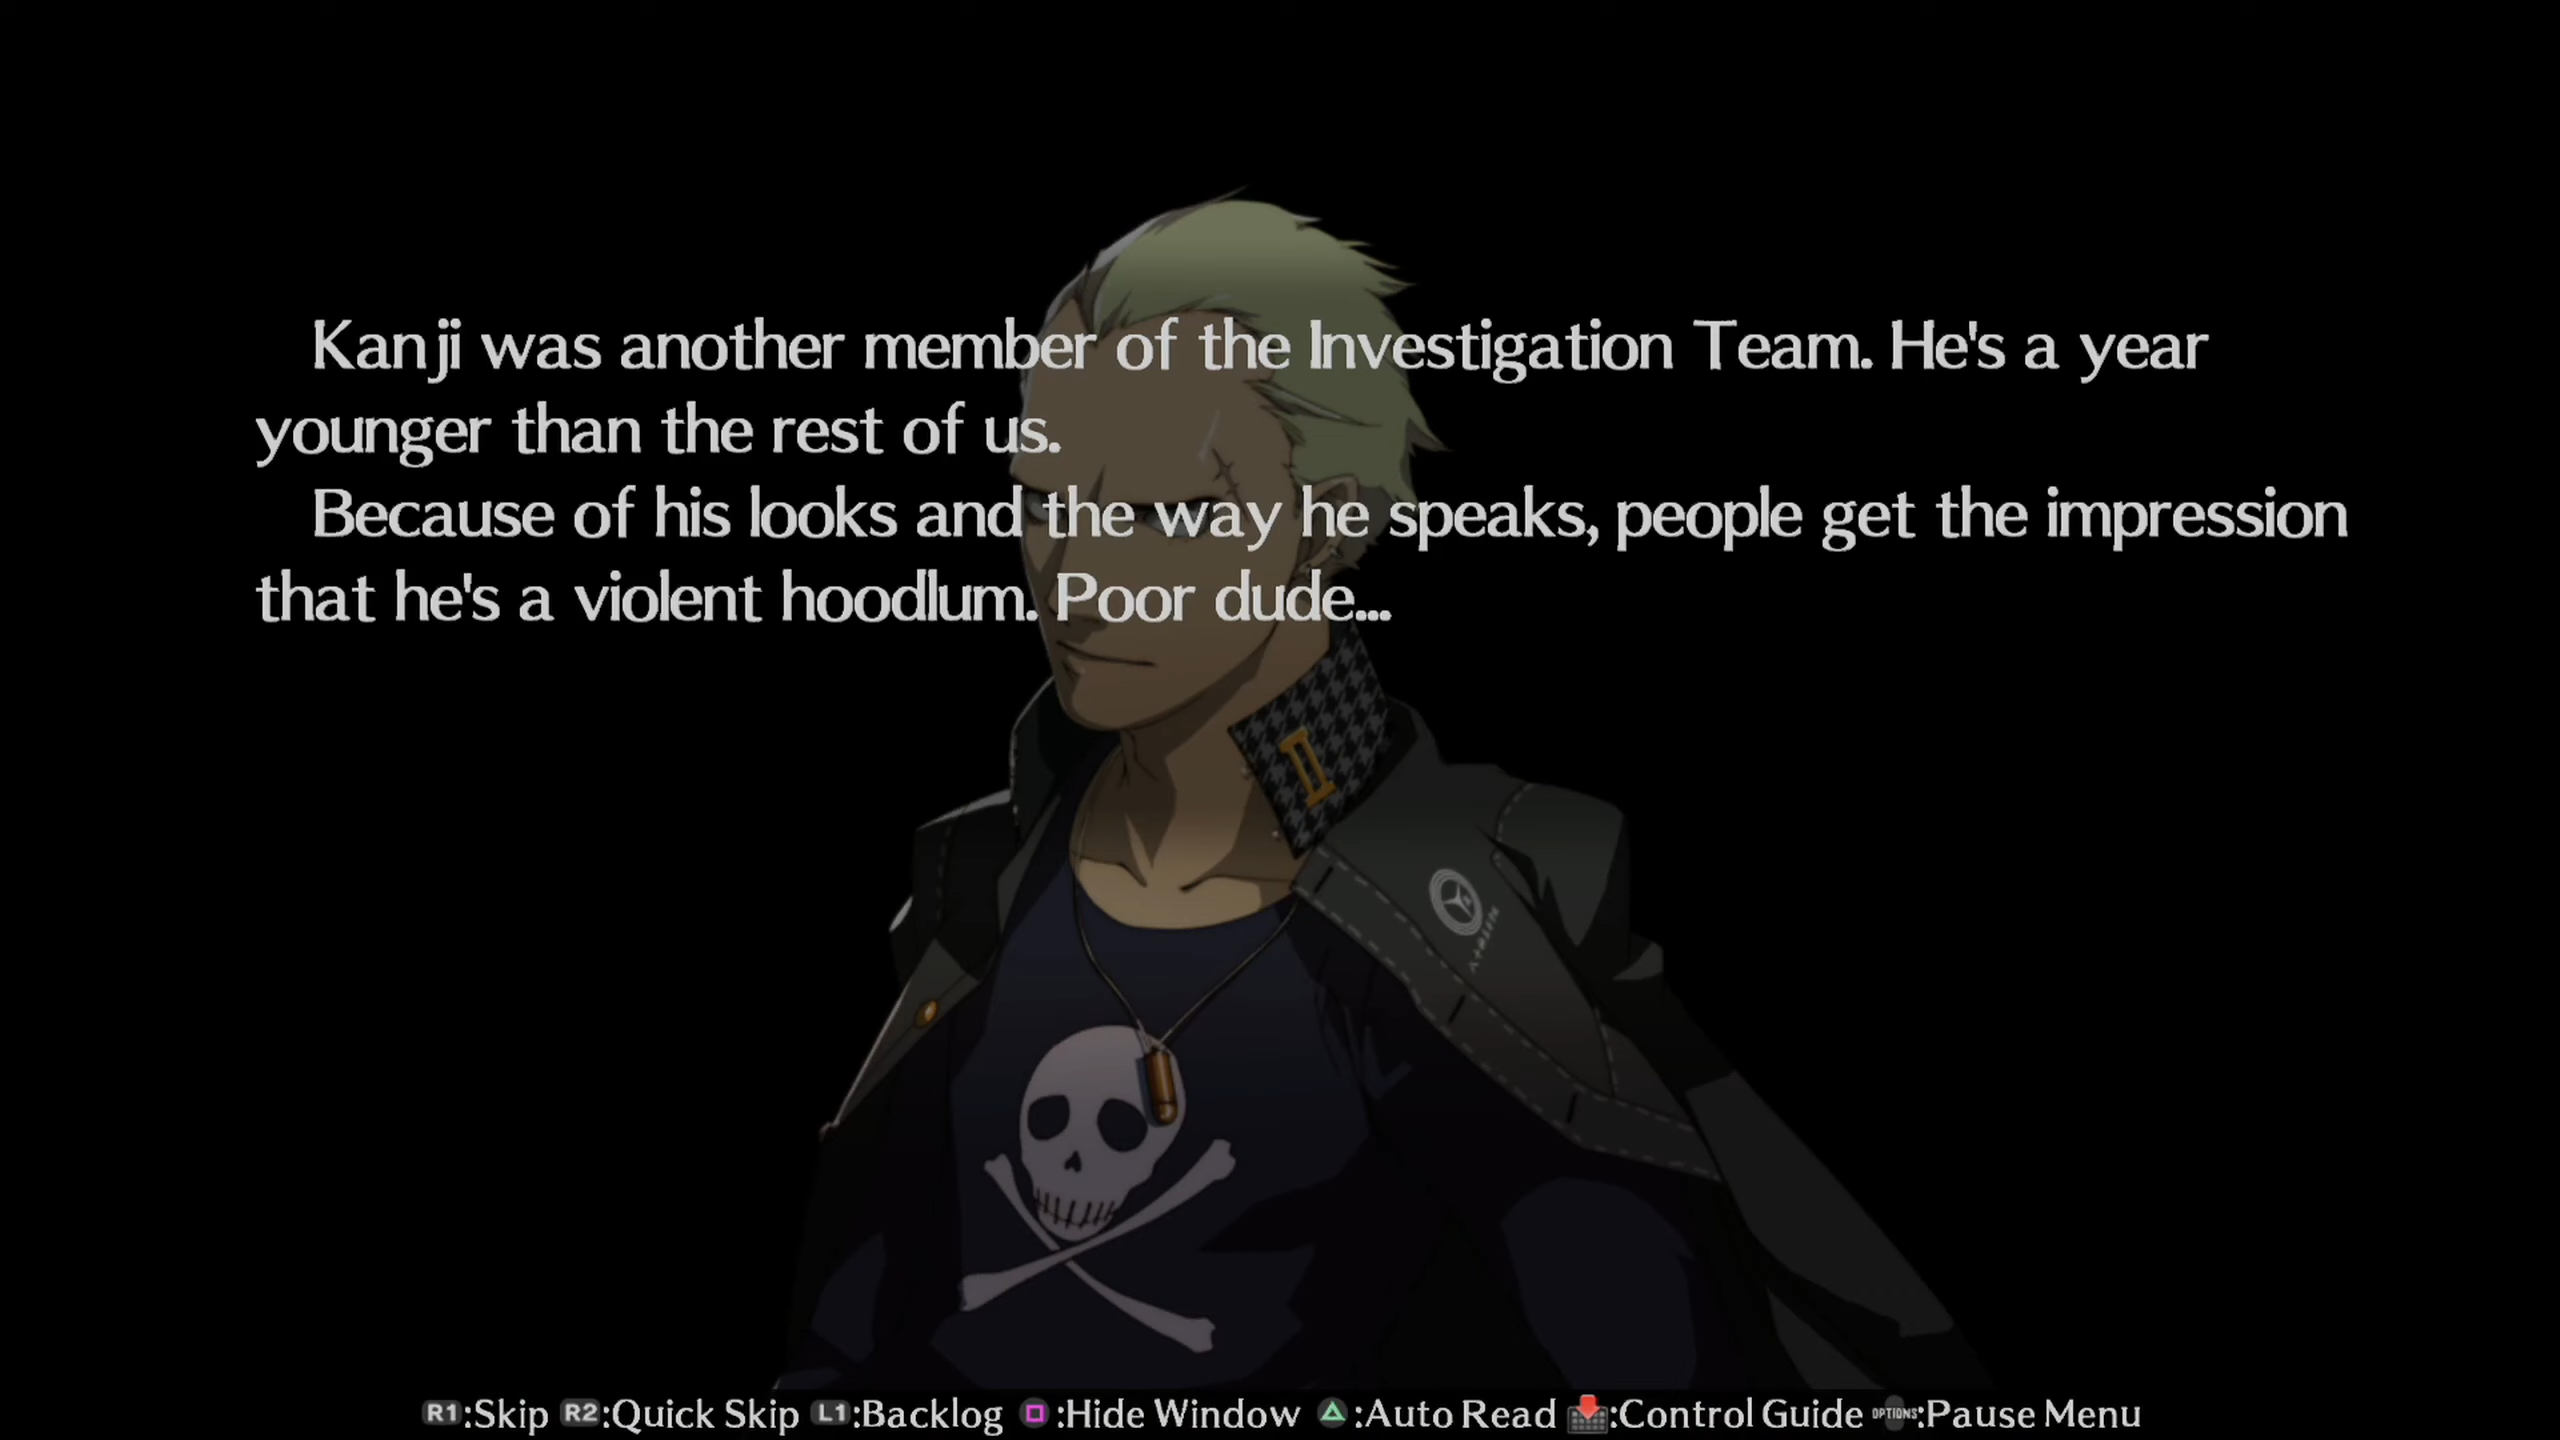 Kanji was another member of the Investigation Team. He's a year
younger than the rest of us.
Because of his looks and the way he speaks, people get the impression
that he's a violent hoodlum. Poor dude...
II
R1:Skip R2:Quick Skip L1:Backlog :Hide Window :Auto Read :Control Guide OPTIONS:Pause Menu